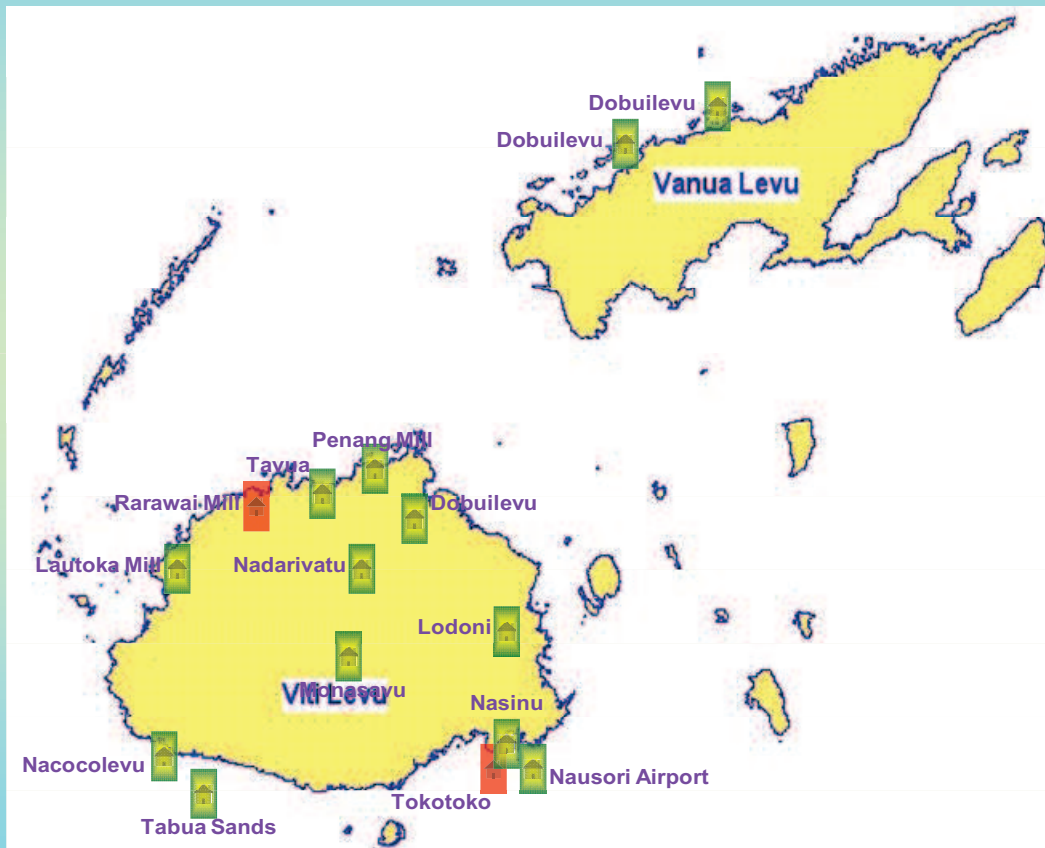 Dobuilevu
Dobuilevu
Vanua Levu
Penang Mill
Tavua
Rarawai Mill
Dobuilevu
Lautoka Mill
Nadarivatu
Lodoni
Monasavu
Viti Levu
Nasinu
Nacocolevu
Nausori Airport
Tokotoko
Tabua Sands